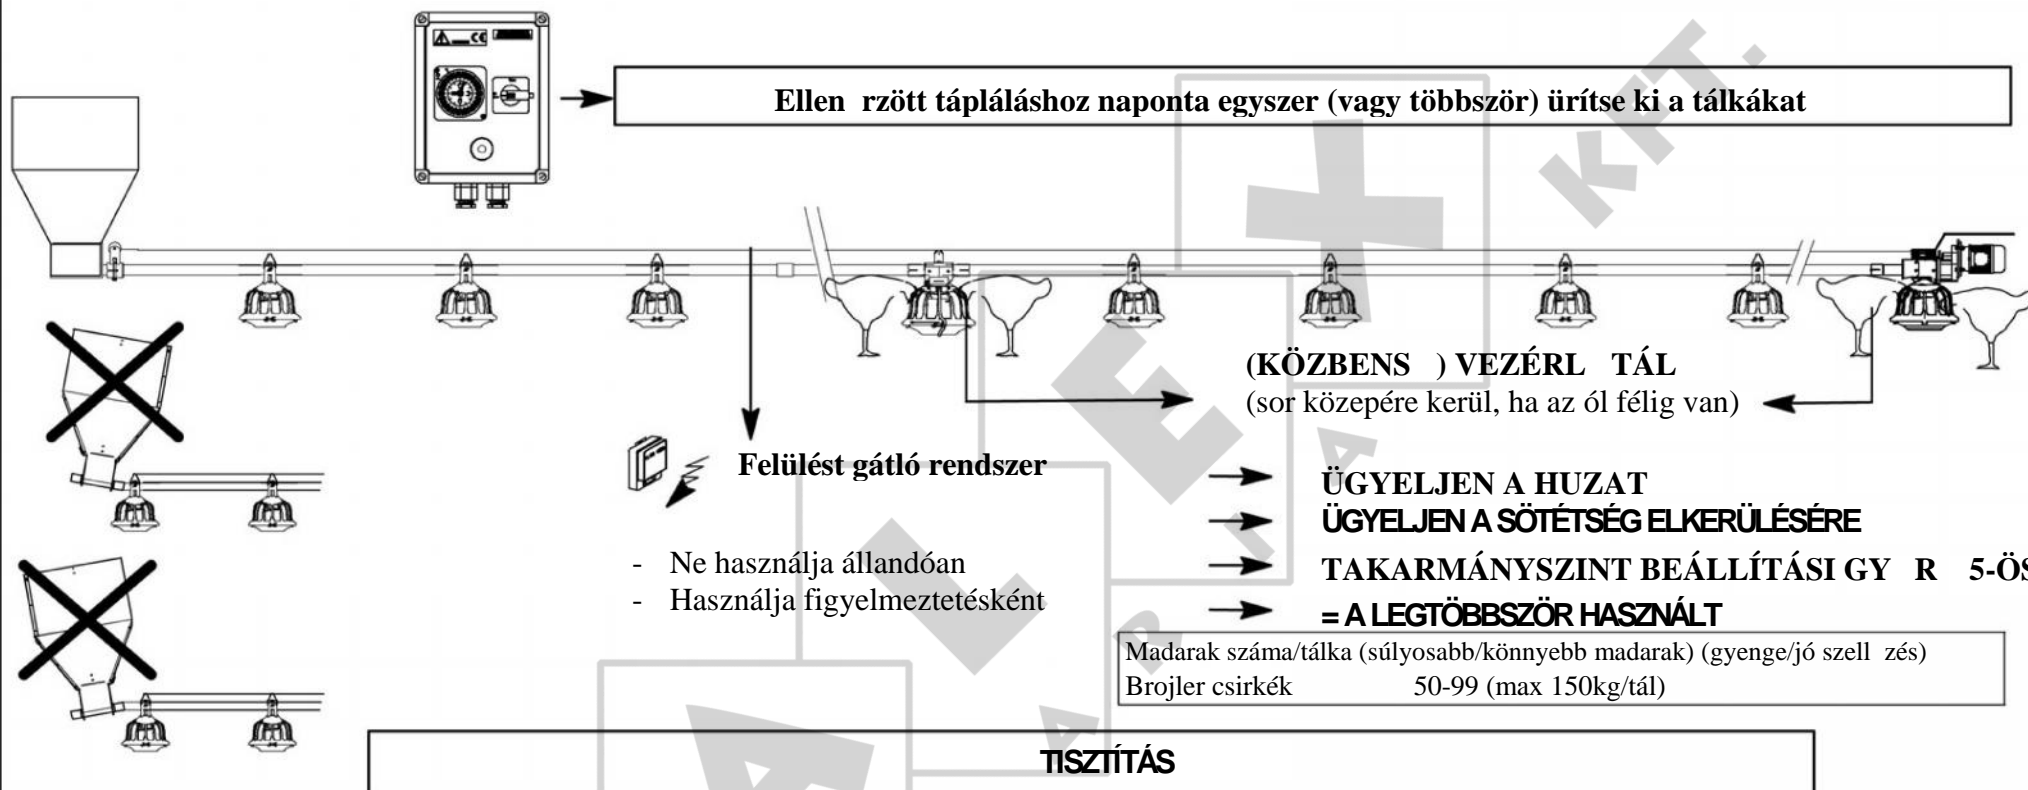 Ellen rzött tápláláshoz naponta egyszer (vagy többször) ürítse ki a tálkákat
(KÖZBENS ) VEZÉRL TÁL
(sor közepére kerül, ha az ól félig van)
Felülést gátló rendszer
- Ne használja állandóan
- Használja figyelmeztetésként
ÜGYELJEN A HUZAT
ÜGYELJEN A SÖTÉTSÉG ELKERÜLÉSÉRE
TAKARMÁNYSZINT BEÁLLÍTÁSI GY R 5-ÖS
= A LEGTÖBBSZÖR HASZNÁLT
Madarak száma/tálka (súlyosabb/könnyebb madarak) (gyenge/jó szell zés)
Brojler csirkék 50-99 (max 150kg/tál)
TISZTÍTÁS
CE
ALEX
KFT.